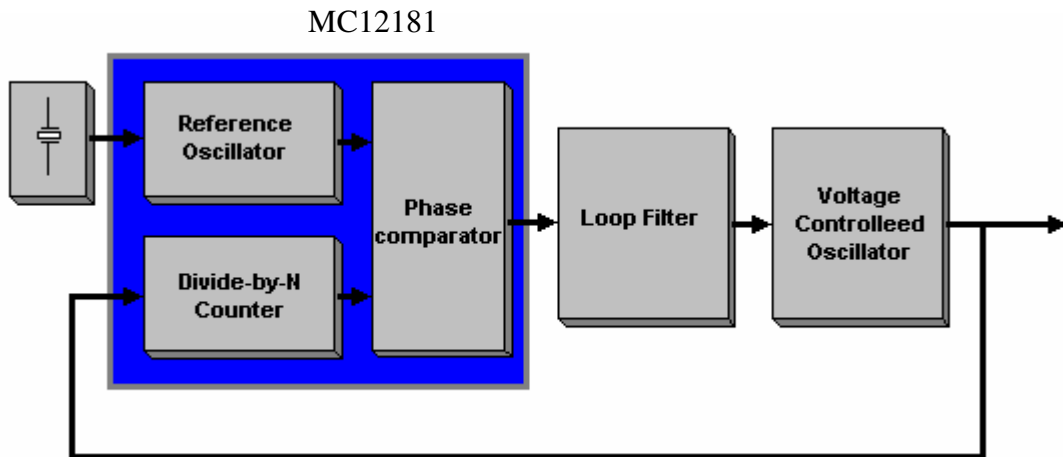 MC12181
Reference
Oscillator
Phase
comparator
Divide-by-N
Counter
Loop Filter
Voltage
Controlleed
Oscillator